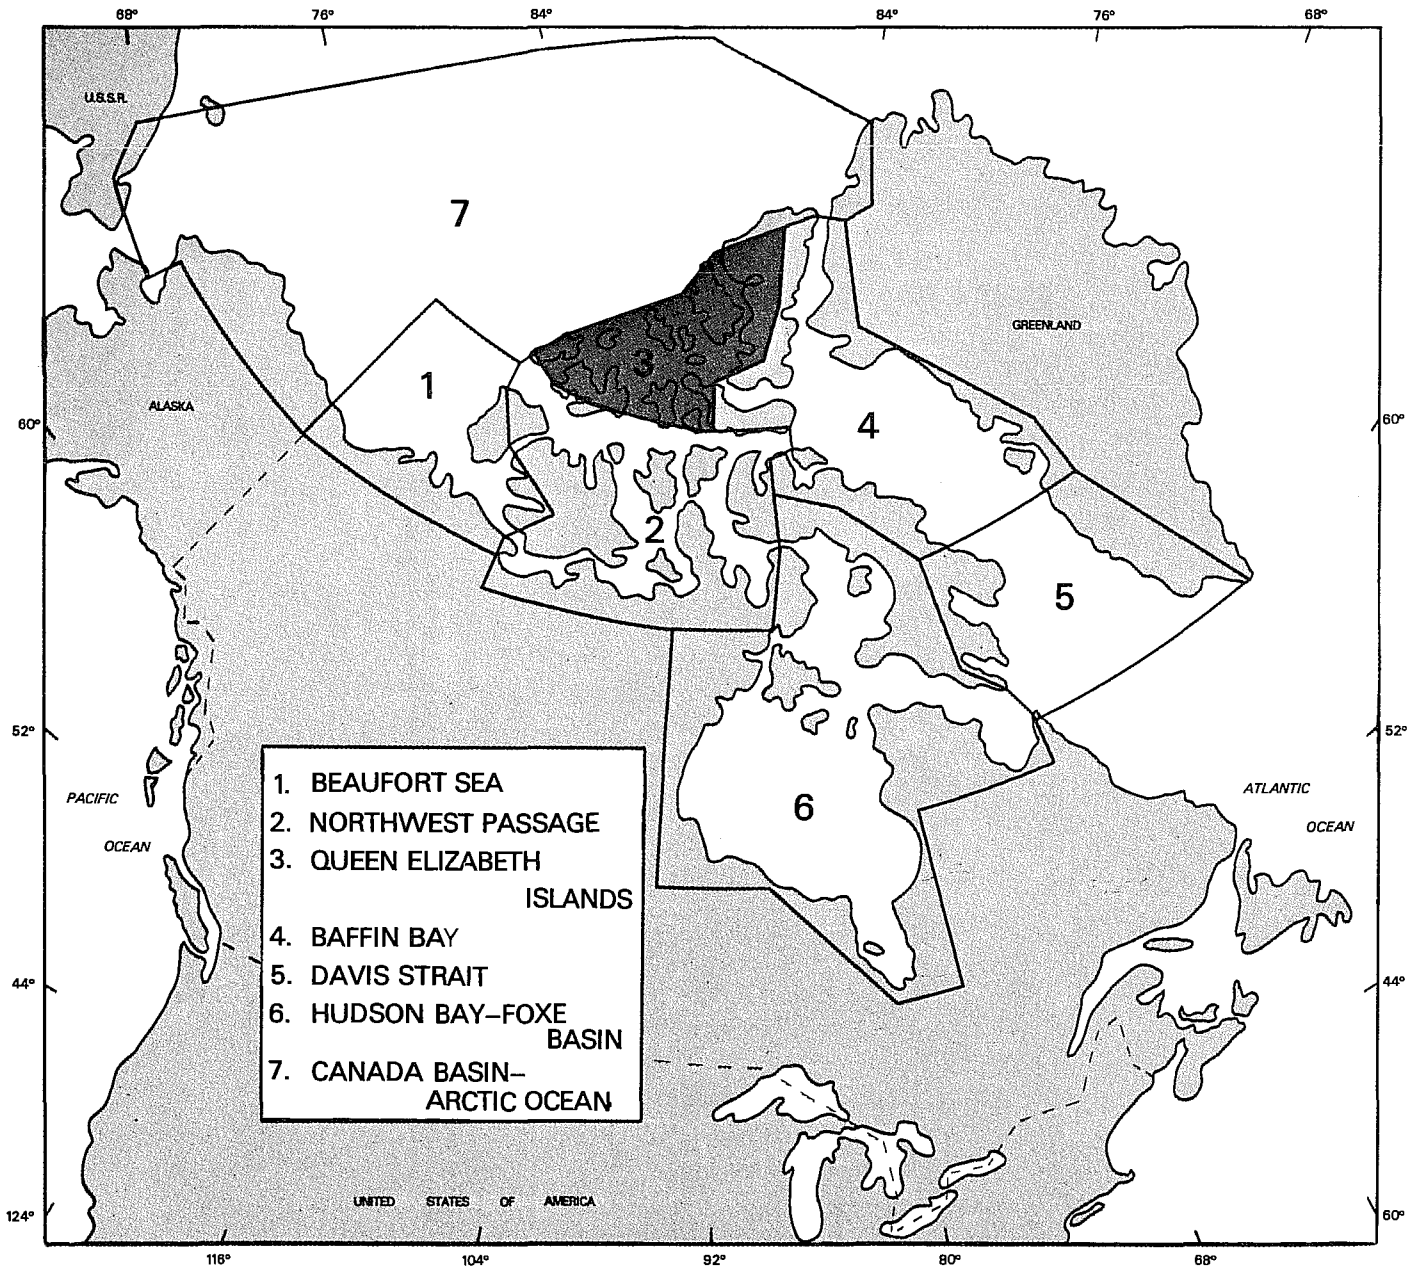 68° 76° 84° 84° 76° 68°
U.S.S.R.
7
GREENLAND
3
1
ALASKA
4
60° 60°
2
5
52° 52°
1. BEAUFORT SEA
2. NORTHWEST PASSAGE
3. QUEEN ELIZABETH
ISLANDS
4. BAFFIN BAY
5. DAVIS STRAIT
6. HUDSON BAY–FOXE
BASIN
7. CANADA BASIN–
ARCTIC OCEAN
PACIFIC
OCEAN
6
ATLANTIC
OCEAN
44° 44°
UNITED STATES OF AMERICA
124° 60°
116° 104° 92° 80° 68°